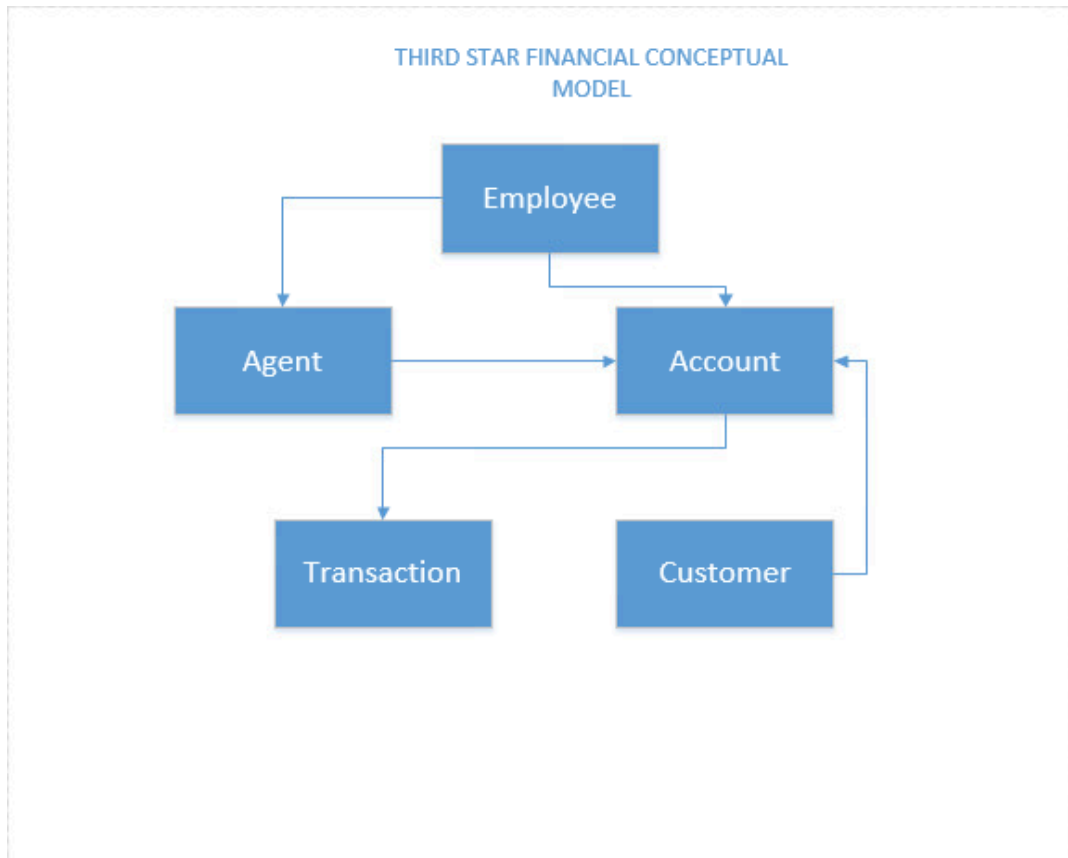 THIRD STAR FINANCIAL CONCEPTUAL
MODEL
Employee
Agent
Account
Transaction
Customer